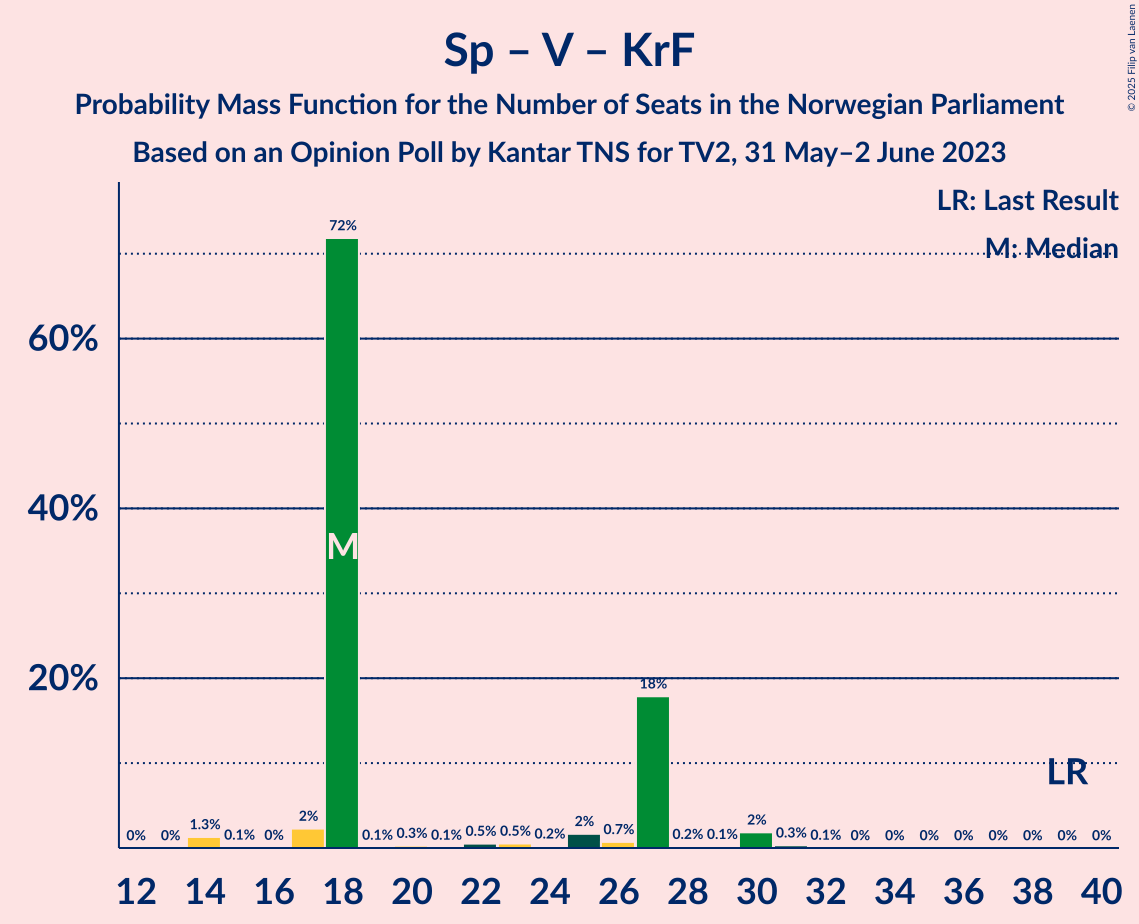 Sp – V – KrF
Probability Mass Function for the Number of Seats in the Norwegian Parliament
Based on an Opinion Poll by Kantar TNS for TV2, 31 May–2 June 2023
© 2025 Filip van Laenen
LR: Last Result
M: Median
60%
40%
20%
0% 0% 1.3% 0.1% 0% 2% 72% 0.1% 0.3% 0.1% 0.5% 0.5% 0.2% 2% 0.7% 18% 0.2% 0.1% 2% 0.3% 0.1% 0% 0% 0% 0% 0% 0% 0% 0%
M
LR
12 14 16 18 20 22 24 26 28 30 32 34 36 38 40